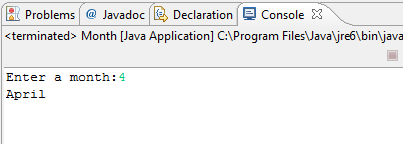 Problems @ Javadoc Declaration Console
<terminated> Month [Java Application] C:\Program Files\Java\jre6\bin\java
Enter a month:4
April